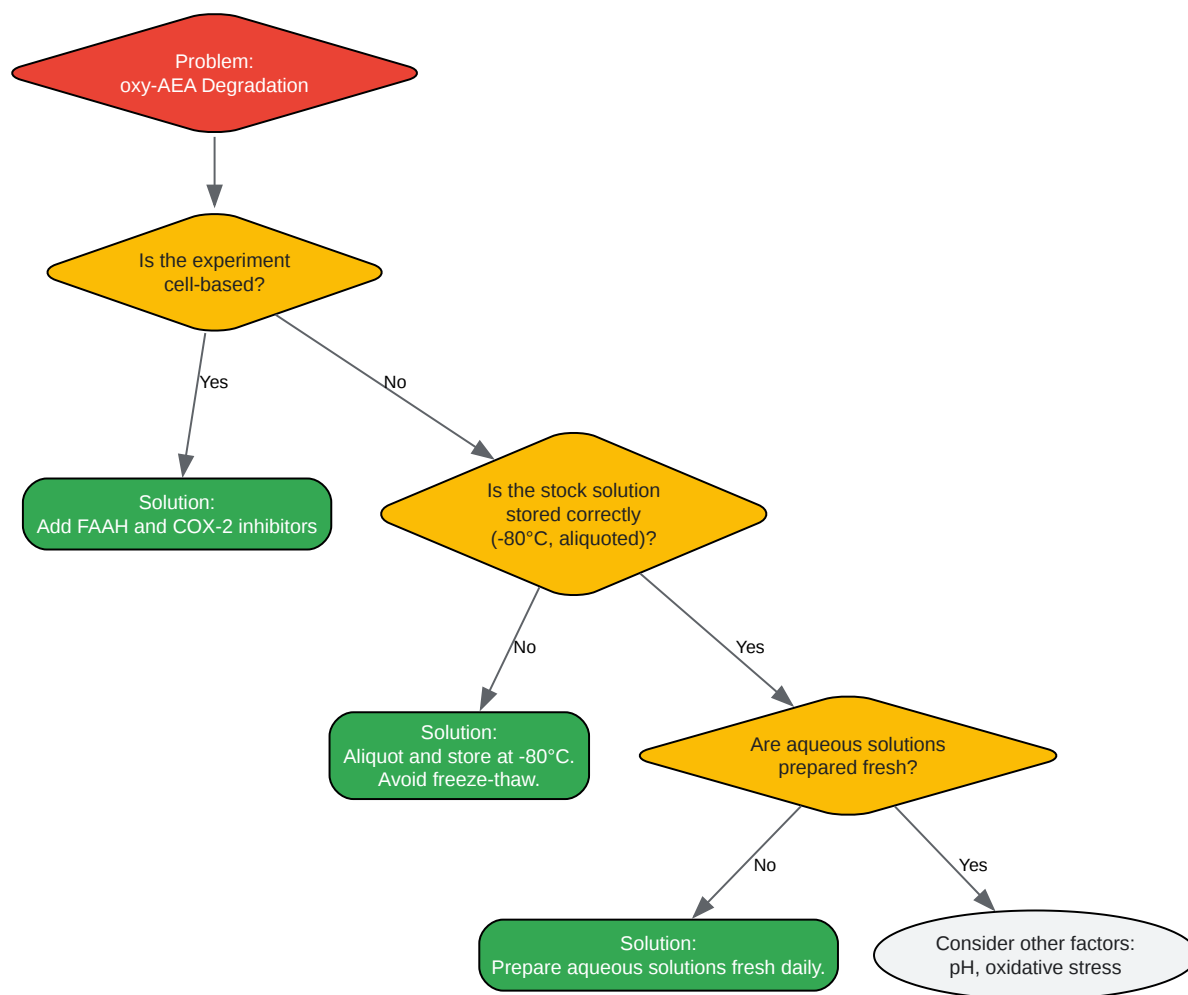 Problem:
oxy-AEA Degradation
Is the experiment
cell-based?
Yes
No
Solution:
Add FAAH and COX-2 inhibitors
Is the stock solution
stored correctly
(-80°C, aliquoted)?
No
Yes
Solution:
Aliquot and store at -80°C.
Avoid freeze-thaw.
Are aqueous solutions
prepared fresh?
No
Yes
Solution:
Prepare aqueous solutions fresh daily.
Consider other factors:
pH, oxidative stress